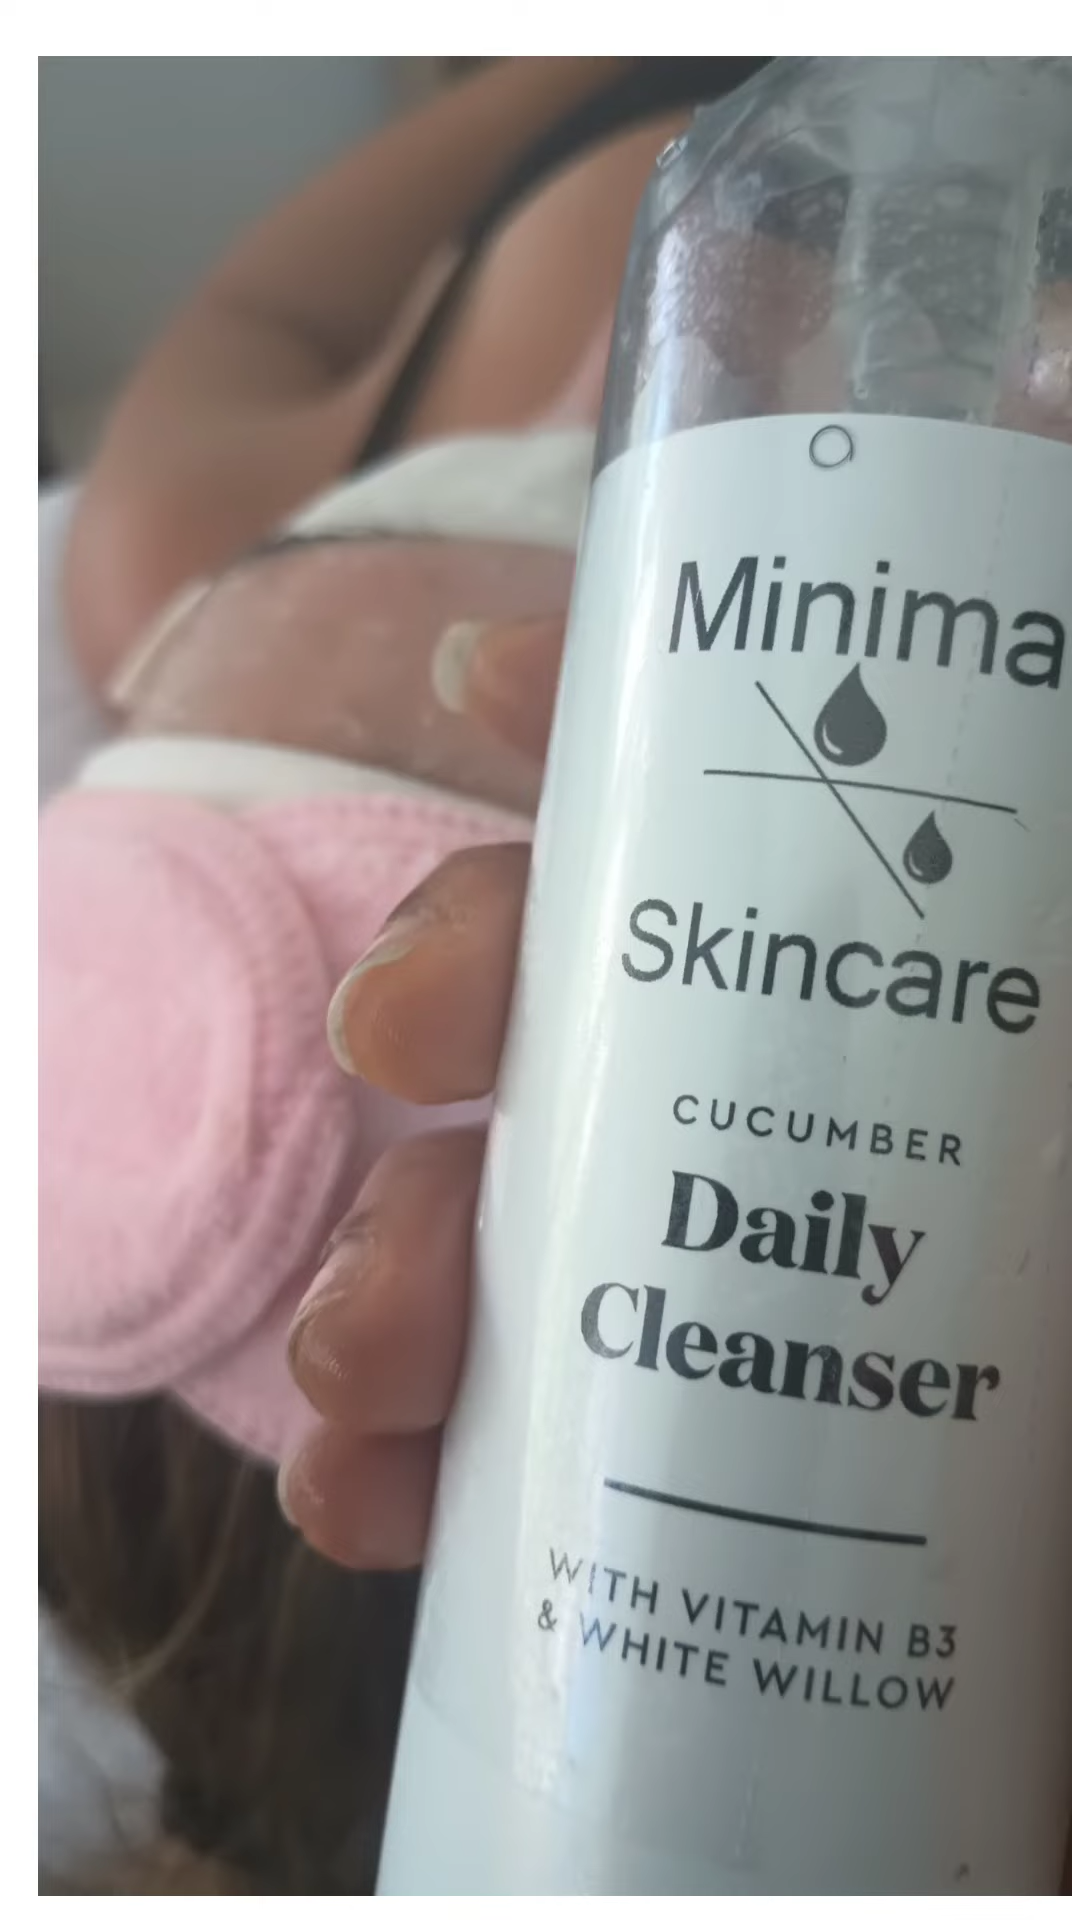 Minima
Skincare
CUCUMBER
Daily
Cleanser
WITH VITAMIN B3
& WHITE WILLOW